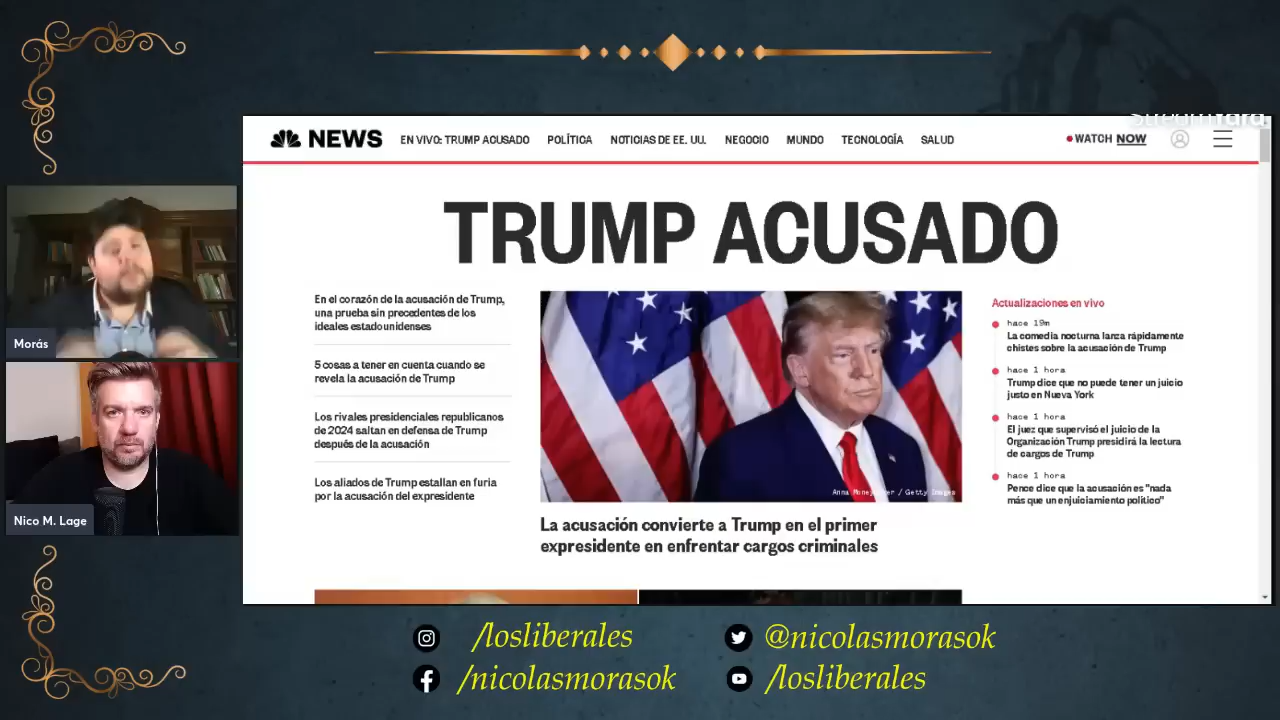 NEWS
EN VIVO: TRUMP ACUSADO
POLÍTICA
NOTICIAS DE EE. UU.
NEGOCIO
MUNDO
TECNOLOGÍA
SALUD
WATCH NOW
TRUMP ACUSADO
En el corazón de la acusación de Trump,
una prueba sin precedentes de los
ideales estadounidenses
5 cosas a tener en cuenta cuando se
revela la acusación de Trump
Los rivales presidenciales republicanos
de 2024 saltan en defensa de Trump
después de la acusación
Los aliados de Trump estallan en furia
por la acusación del expresidente
/ Getty Images
La acusación convierte a Trump en el primer
expresidente en enfrentar cargos criminales
Actualizaciones en vivo
hace 19m
La comedia nocturna lanza rápidamente
chistes sobre la acusación de Trump
hace 1 hora
Trump dice que no puede tener un juicio
justo en Nueva York
hace 1 hora
El juez que supervisó el juicio de la
Organización Trump presidirá la lectura
de cargos de Trump
hace 1 hora
Pence dice que la acusación es "nada
más que un enjuiciamiento político"
Morás
Nico M. Lage
/losliberales
@nicolasmorasok
/nicolasmorasok
/losliberales